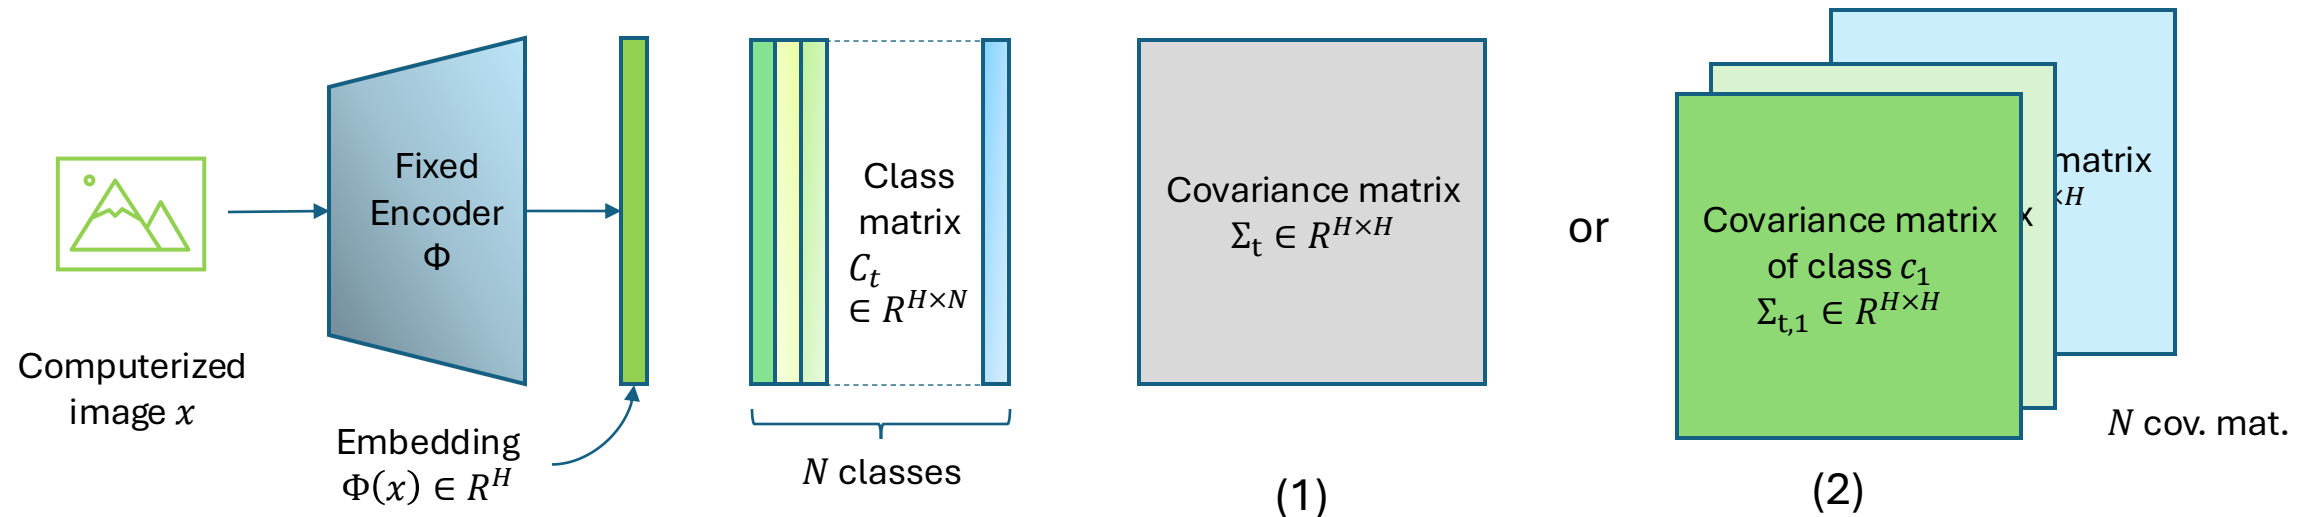 Computerized
image x
Fixed
Encoder
Φ
Embedding
Φ(x) ∈ R^H
Class
matrix
C_t
∈ R^{H×N}
N classes
Covariance matrix
Σ_t ∈ R^{H×H}
(1)
or
Covariance matrix
of class c_1
Σ_{t,1} ∈ R^{H×H}
x
matrix
×H
N cov. mat.
(2)